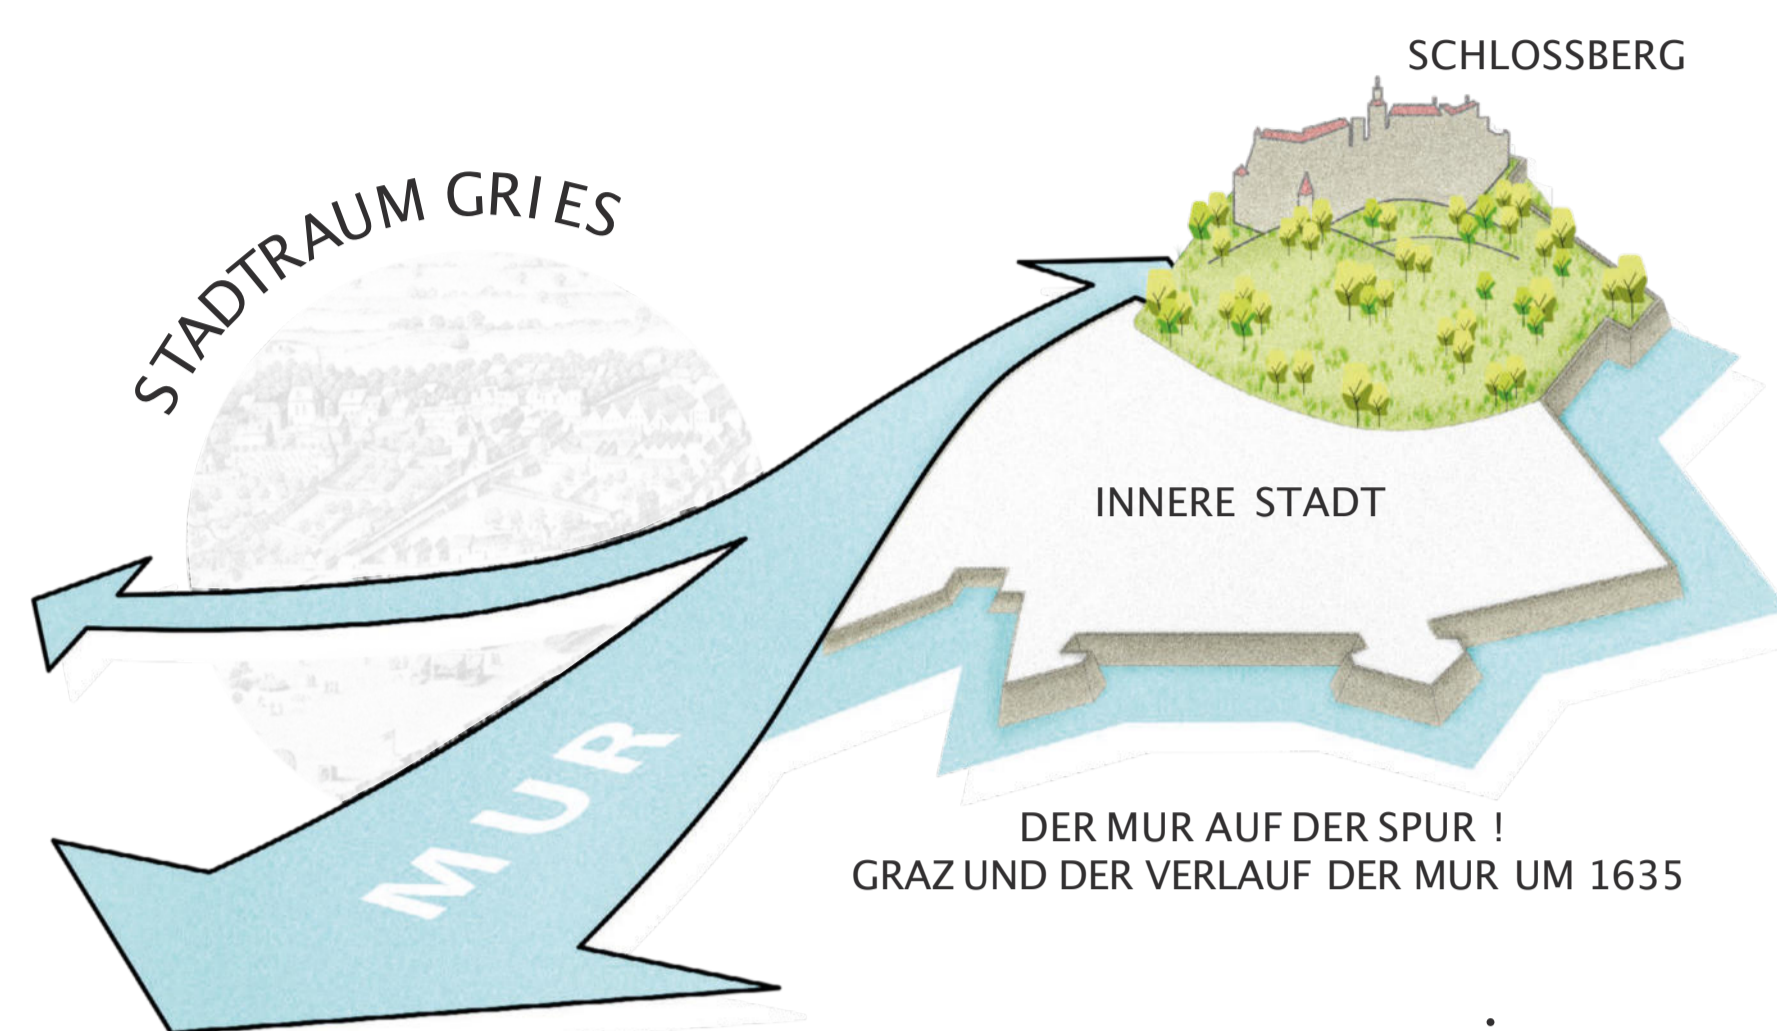 SCHLOSSBERG
STADTRAUM GRIES
INNERE STADT
MUR
DER MUR AUF DER SPUR !
GRAZ UND DER VERLAUF DER MUR UM 1635